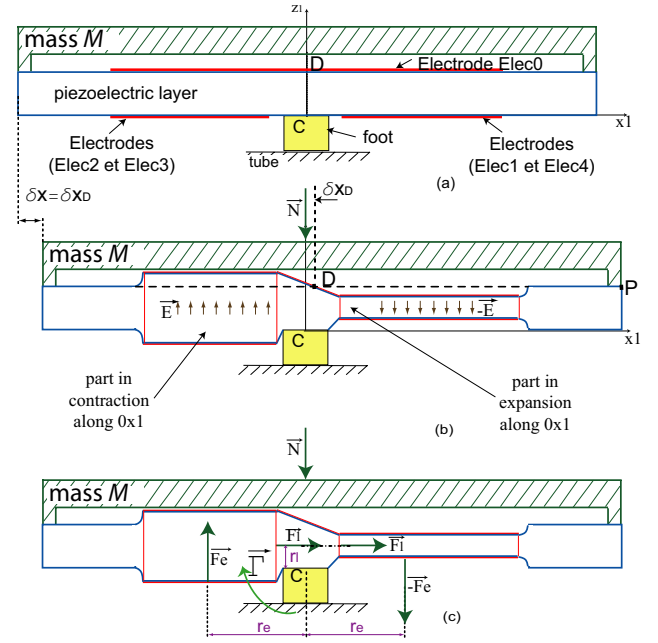 z1
mass M
D
Electrode Elec0
piezoelectric layer
x1
C
foot
Electrodes
(Elec2 et Elec3)
tube
Electrodes
(Elec1 et Elec4)
(a)
δx = δxD
δxD
N
mass M
D
P
E
-E
C
x1
part in
contraction
along 0x1
part in
expansion
along 0x1
(b)
N
mass M
Fe
Γ
Fl
Fl
rl
C
-Fe
(c)
re
re